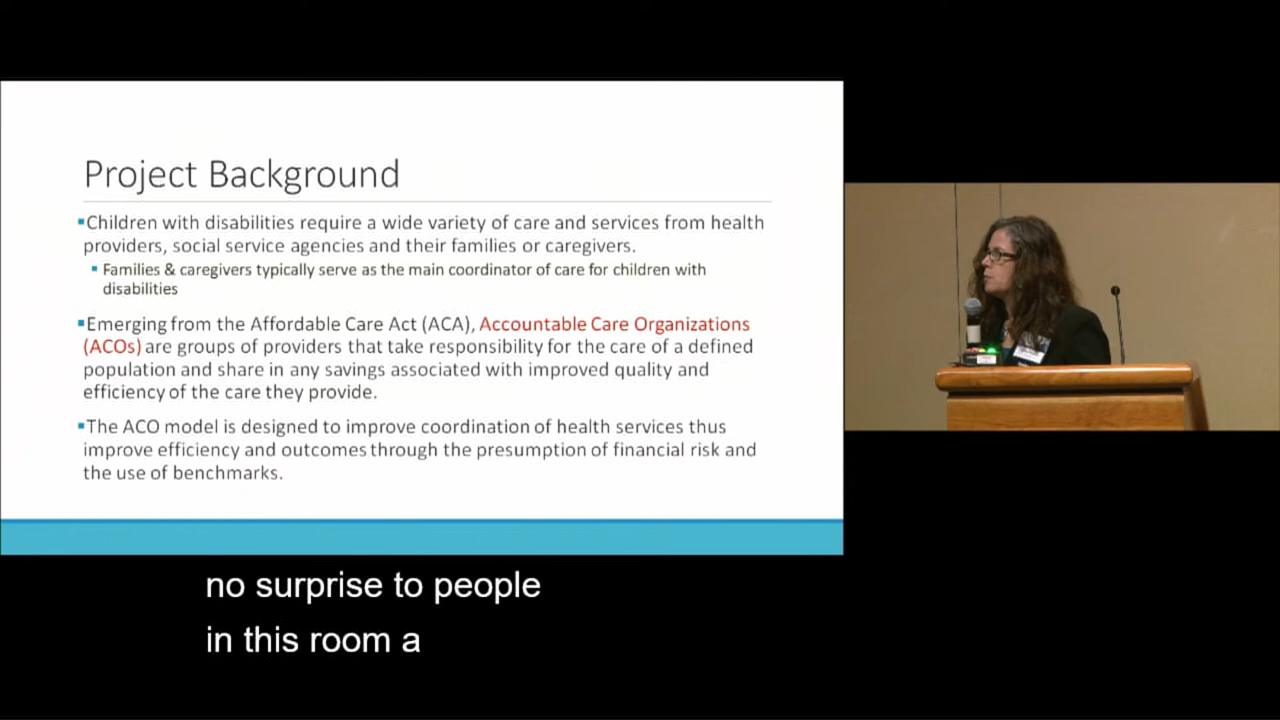 Project Background
Children with disabilities require a wide variety of care and services from health
providers, social service agencies and their families or caregivers.
Families & caregivers typically serve as the main coordinator of care for children with
disabilities
Emerging from the Affordable Care Act (ACA), Accountable Care Organizations
(ACOs) are groups of providers that take responsibility for the care of a defined
population and share in any savings associated with improved quality and
efficiency of the care they provide.
The ACO model is designed to improve coordination of health services thus
improve efficiency and outcomes through the presumption of financial risk and
the use of benchmarks.
no surprise to people
in this room a